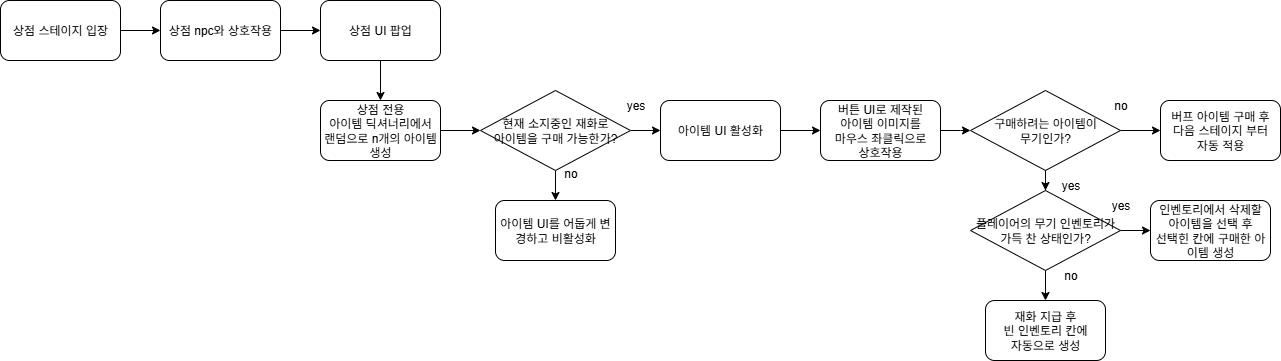 상점 스테이지 입장
상점 npc와 상호작용
상점 UI 팝업
상점 전용
아이템 딕셔너리에서
랜덤으로 n개의 아이템
생성
현재 소지중인 재화로
아이템을 구매 가능한가?
yes
no
아이템 UI를 어둡게 변
경하고 비활성화
아이템 UI 활성화
버튼 UI로 제작된
아이템 이미지를
마우스 좌클릭으로
상호작용
구매하려는 아이템이
무기인가?
no
버프 아이템 구매 후
다음 스테이지 부터
자동 적용
yes
플레이어의 무기 인벤토리가
가득 찬 상태인가?
yes
인벤토리에서 삭제할
아이템을 선택 후
선택힌 칸에 구매한 아
이템 생성
no
재화 지급 후
빈 인벤토리 칸에
자동으로 생성